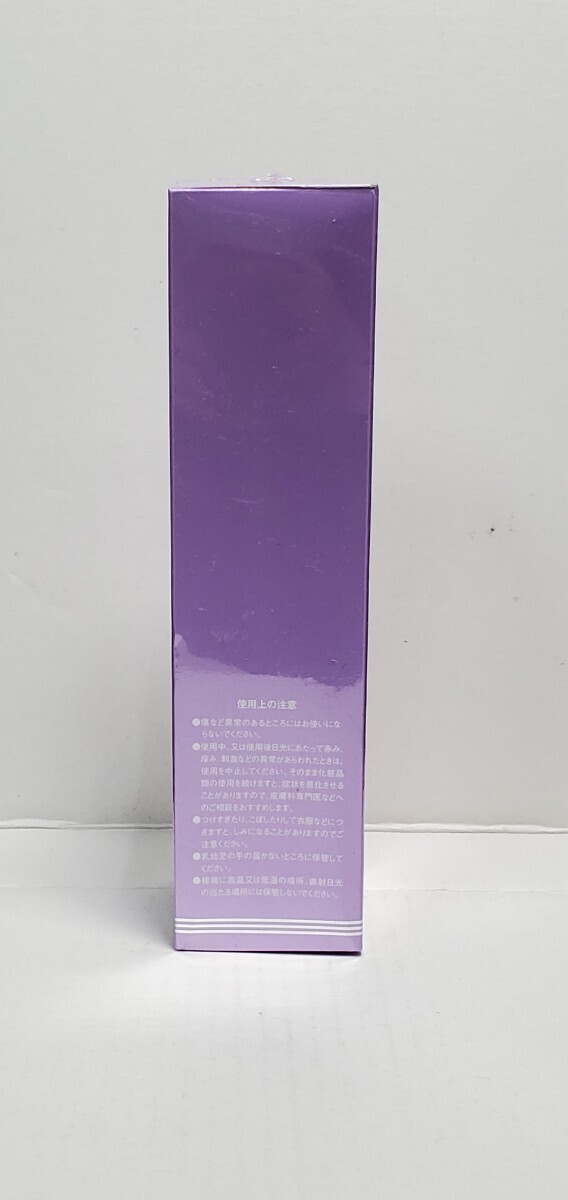 使用上の注意
●傷など異常のあるところにはお使いにな
らないでください。
●使用中、又は使用後日光にあたって赤み、
痒み、刺激などの異常があらわれたときは、
使用を中止してください。そのまま化粧品
類の使用を続けますと、症状を悪化させる
ことがありますので、皮膚科専門医などへ
のご相談をおすすめします。
●つけすぎたり、こぼしたりして衣服などにつ
きますと、しみになることがありますのでご
注意ください。
●乳幼児の手の届かないところに保管して
ください。
●極端に高温又は低温の場所、直射日光
の当たる場所には保管しないでください。